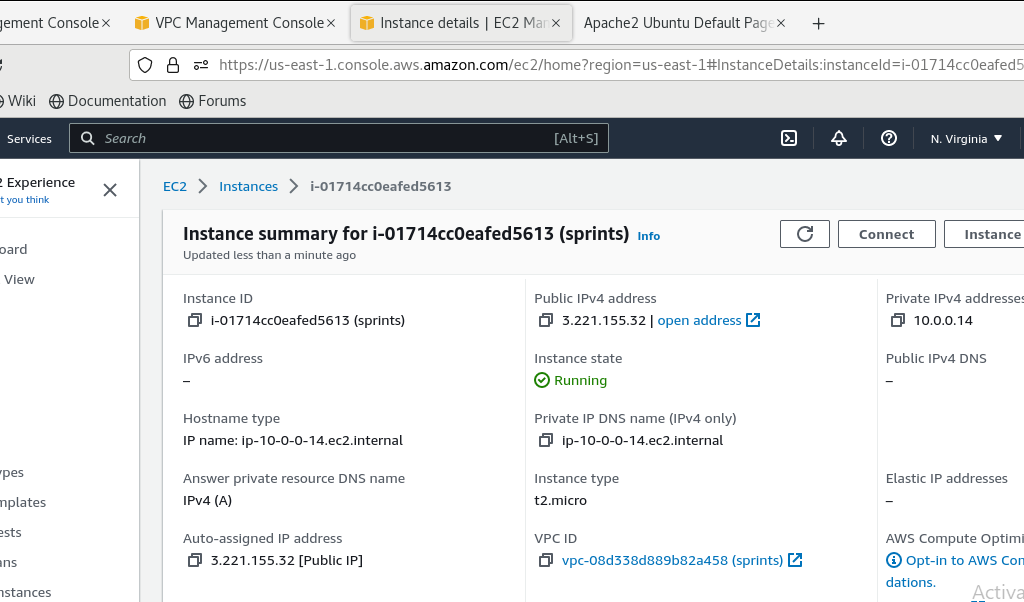 gement Console
VPC Management Console
Instance details | EC2 Man
Apache2 Ubuntu Default Page
https://us-east-1.console.aws.amazon.com/ec2/home?region=us-east-1#InstanceDetails:instanceId=i-01714cc0eafed5
Wiki Documentation Forums
Services Search [Alt+S] N. Virginia
2 Experience
t you think
EC2 Instances i-01714cc0eafed5613
Instance summary for i-01714cc0eafed5613 (sprints) Info
Updated less than a minute ago
Connect
Instance
oard
View
ypes
mplates
ests
ans
nstances
Instance ID
i-01714cc0eafed5613 (sprints)
Public IPv4 address
3.221.155.32 | open address
Private IPv4 addresses
10.0.0.14
IPv6 address
–
Instance state
Running
Public IPv4 DNS
–
Hostname type
IP name: ip-10-0-0-14.ec2.internal
Private IP DNS name (IPv4 only)
ip-10-0-0-14.ec2.internal
Answer private resource DNS name
IPv4 (A)
Instance type
t2.micro
Elastic IP addresses
–
Auto-assigned IP address
3.221.155.32 [Public IP]
VPC ID
vpc-08d338d889b82a458 (sprints)
AWS Compute Optimi
Opt-in to AWS Con
dations.
Activa